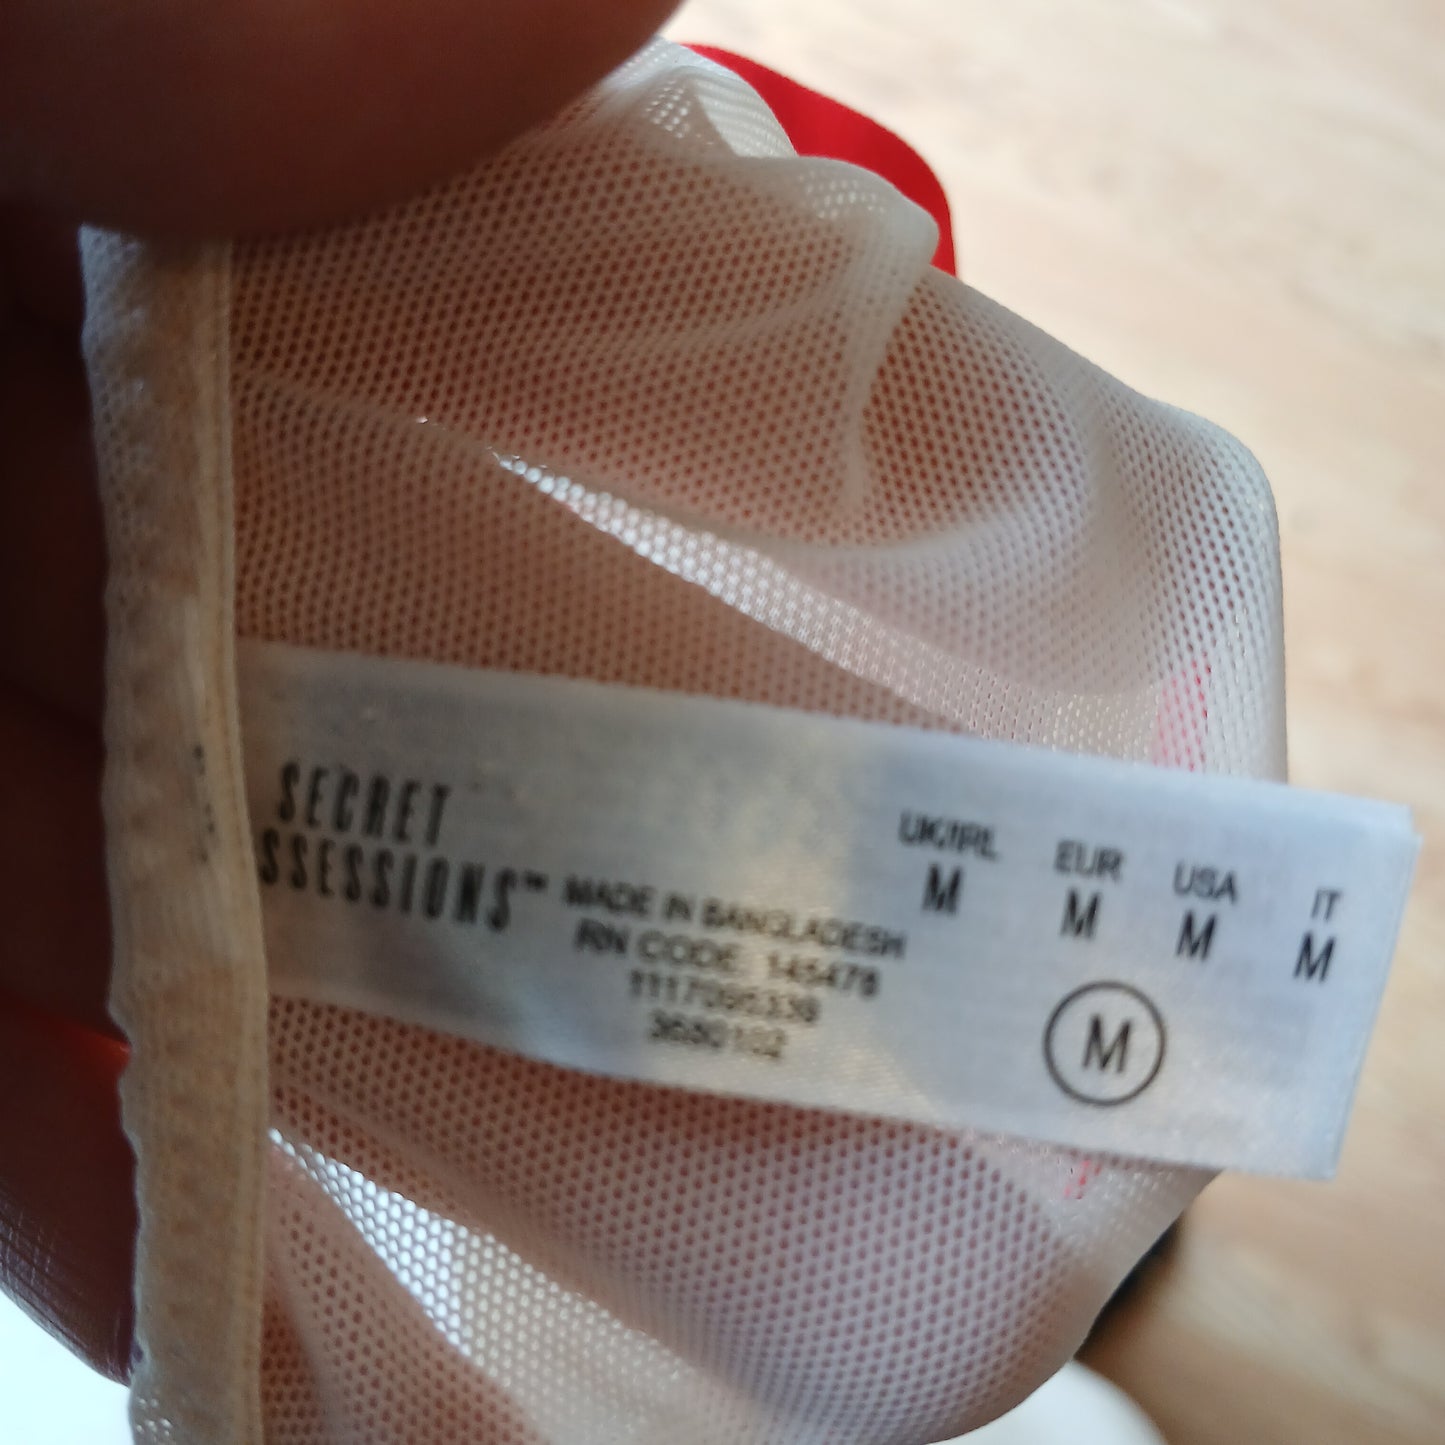 SECRET
SSESSIONS™
MADE IN BANGLADESH
RN CODE 145478
3680102
UK/IRL EUR USA IT
M M M M
M